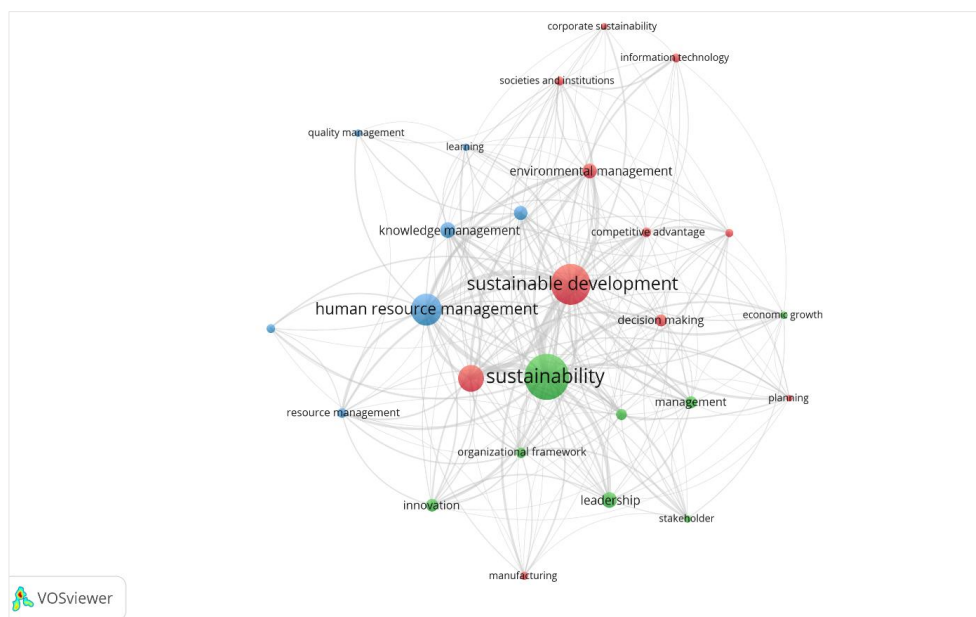 corporate sustainability
information technology
societies and institutions
quality management
learning
environmental management
knowledge management
competitive advantage
sustainable development
human resource management
economic growth
decision making
sustainability
planning
management
resource management
organizational framework
leadership
innovation
stakeholder
manufacturing
VOSviewer